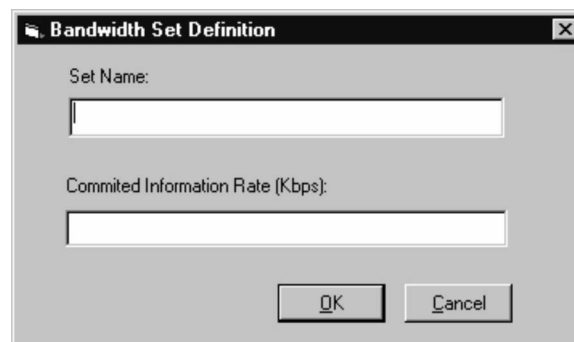 Bandwidth Set Definition
Set Name:
Commited Information Rate (Kbps):
OK Cancel